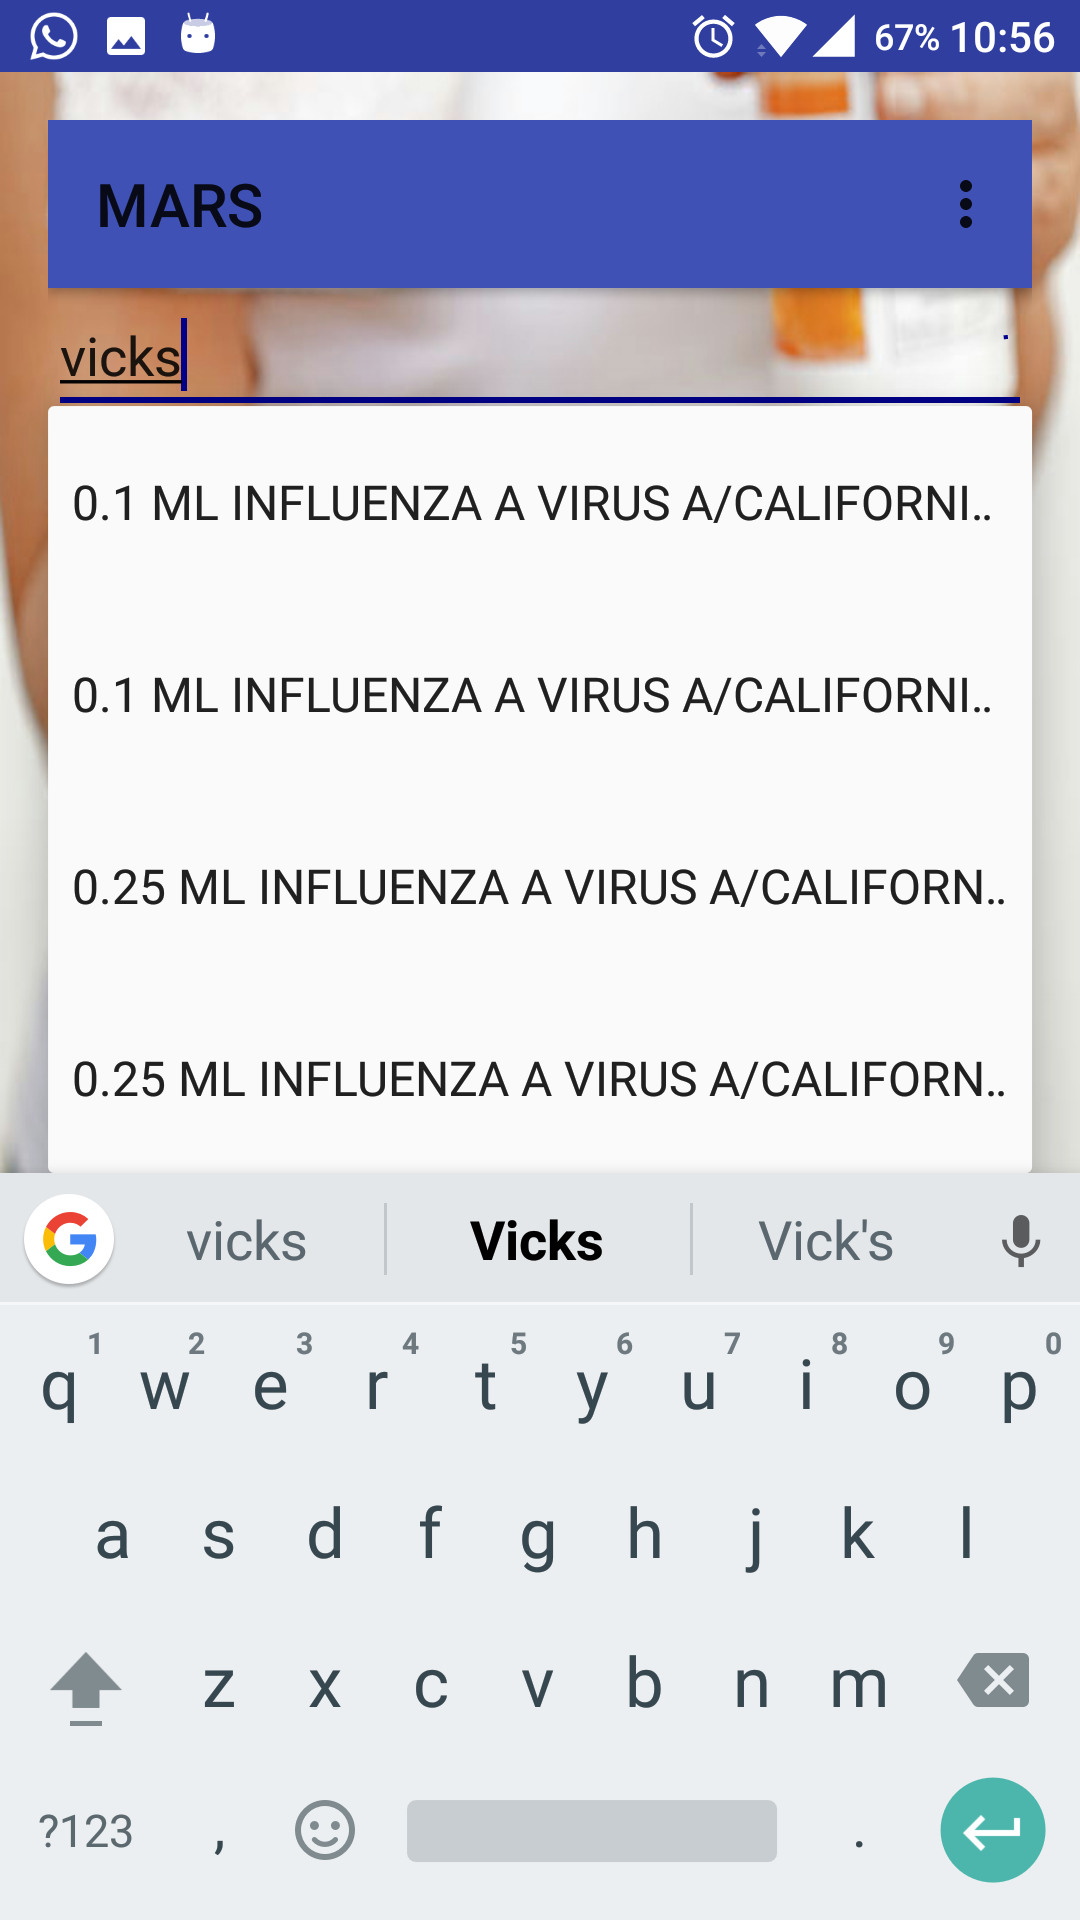 67% 10:56
MARS
vicks
0.1 ML INFLUENZA A VIRUS A/CALIFORNI..
0.1 ML INFLUENZA A VIRUS A/CALIFORNI..
0.25 ML INFLUENZA A VIRUS A/CALIFORN..
0.25 ML INFLUENZA A VIRUS A/CALIFORN..
vicks Vicks Vick's
1 2 3 4 5 6 7 8 9 0
q w e r t y u i o p
a s d f g h j k l
z x c v b n m
?123 , .